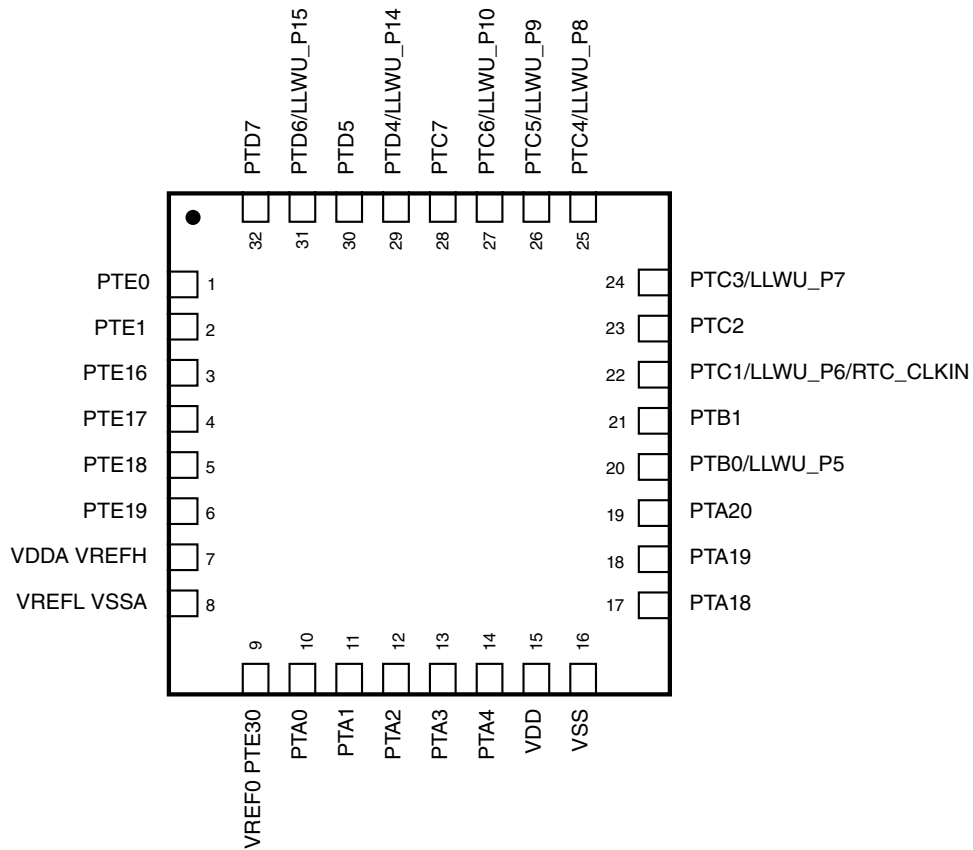 PTD7
PTD6/LLWU_P15
PTD5
PTD4/LLWU_P14
PTC7
PTC6/LLWU_P10
PTC5/LLWU_P9
PTC4/LLWU_P8
32
31
30
29
28
27
26
25
PTE0 1
PTE1 2
PTE16 3
PTE17 4
PTE18 5
PTE19 6
VDDA VREFH 7
VREFL VSSA 8
24 PTC3/LLWU_P7
23 PTC2
22 PTC1/LLWU_P6/RTC_CLKIN
21 PTB1
20 PTB0/LLWU_P5
19 PTA20
18 PTA19
17 PTA18
9
10
11
12
13
14
15
16
VREF0 PTE30
PTA0
PTA1
PTA2
PTA3
PTA4
VDD
VSS